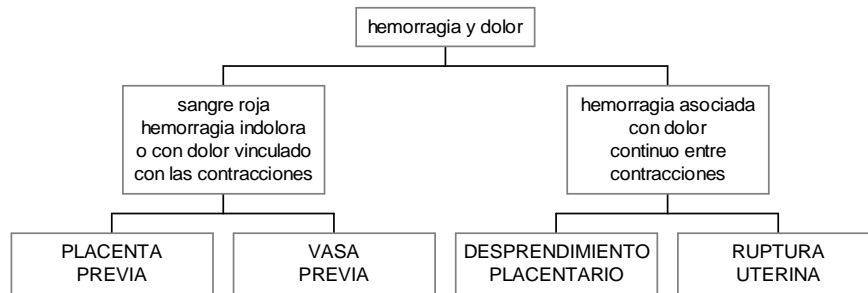 hemorragia y dolor
sangre roja
hemorragia indolora
o con dolor vinculado
con las contracciones
hemorragia asociada
con dolor
continuo entre
contracciones
PLACENTA
PREVIA
VASA
PREVIA
DESPRENDIMIENTO
PLACENTARIO
RUPTURA
UTERINA